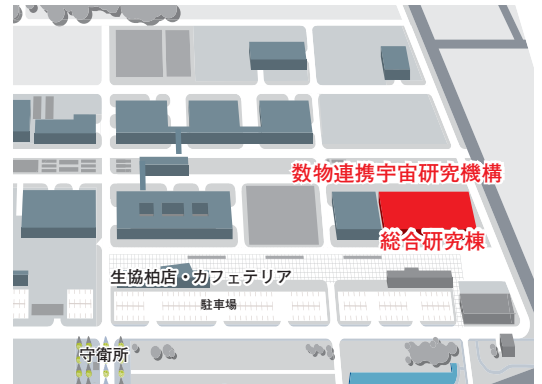 数物連携宇宙研究機構
総合研究棟
生協柏店・カフェテリア
駐車場
守衛所